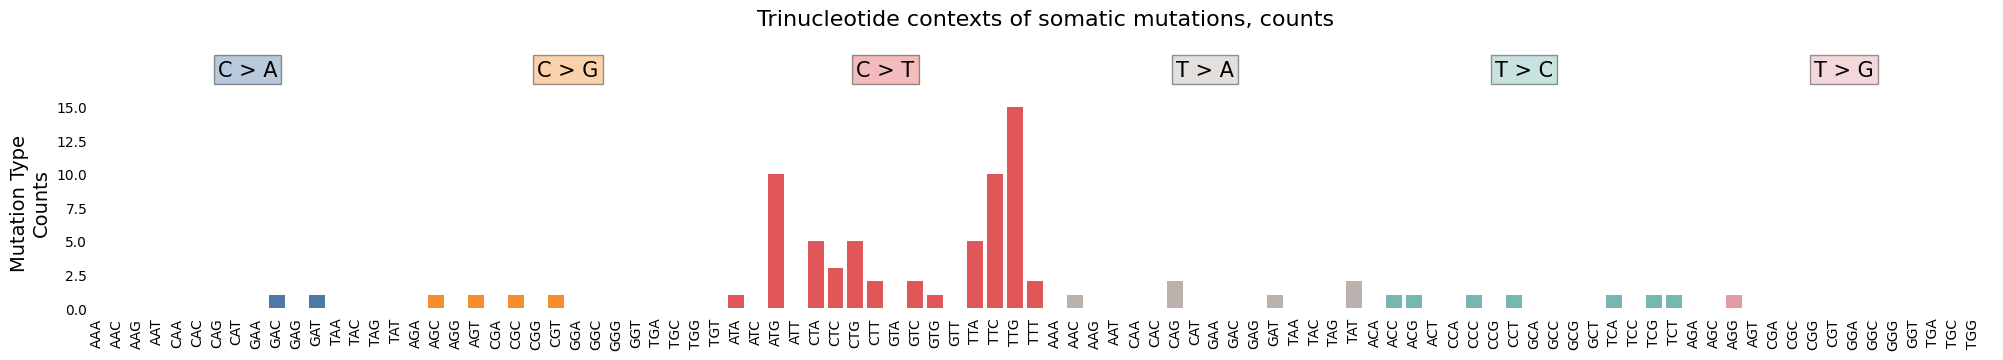 Trinucleotide contexts of somatic mutations, counts
C > A
C > G
C > T
T > A
T > C
T > G
Mutation Type
Counts
15.0
12.5
10.0
7.5
5.0
2.5
0.0
AAA
AAC
AAG
AAT
CAA
CAC
CAG
CAT
GAA
GAC
GAG
GAT
TAA
TAC
TAG
TAT
AGA
AGC
AGG
AGT
CGA
CGC
CGG
CGT
GGA
GGC
GGG
GGT
TGA
TGC
TGG
TGT
ATA
ATC
ATG
ATT
CTA
CTC
CTG
CTT
GTA
GTC
GTG
GTT
TTA
TTC
TTG
TTT
AAA
AAC
AAG
AAT
CAA
CAC
CAG
CAT
GAA
GAC
GAG
GAT
TAA
TAC
TAG
TAT
ACA
ACC
ACG
ACT
CCA
CCC
CCG
CCT
GCA
GCC
GCG
GCT
TCA
TCC
TCG
TCT
AGA
AGC
AGG
AGT
CGA
CGC
CGG
CGT
GGA
GGC
GGG
GGT
TGA
TGC
TGG